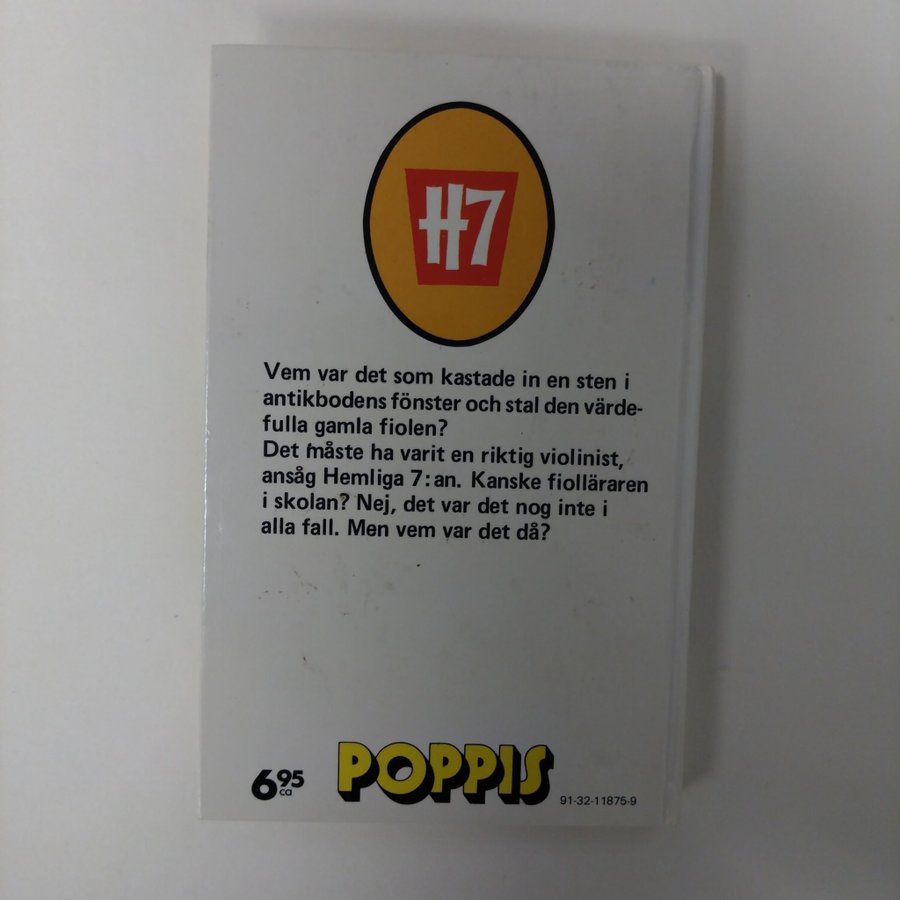 H7
Vem var det som kastade in en sten i
antikbodens fönster och stal den värde-
fulla gamla fiolen?
Det måste ha varit en riktig violinist,
ansåg Hemliga 7:an. Kanske fiolläraren
i skolan? Nej, det var det nog inte i
alla fall. Men vem var det då?
695
ca
POPPIS
91-32-11875-9